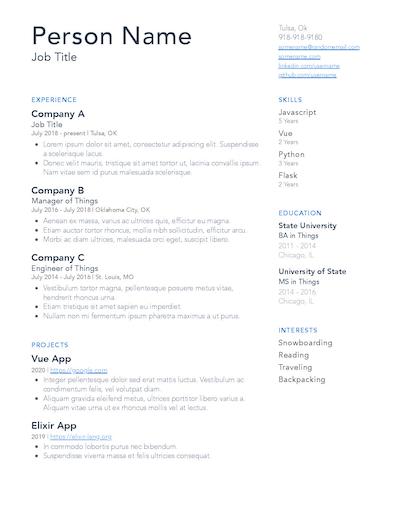 Person Name
Job Title
Tulsa, Ok
918-918-9180
somename@randomemail.com
somename.com
linkedin.com/username
github.com/username
EXPERIENCE
Company A
Job Title
July 2018 - present | Tulsa, OK
Lorem ipsum dolor sit amet, consectetur adipiscing elit. Suspendisse
a scelerisque lacus.
Donec velit mauris, tristique sit amet tortor ut, lacinia convallis ipsum.
Nam vitae sem id purus malesuada scelerisque.
Company B
Manager of Things
July 2016 - July 2018 | Oklahoma City, OK
Aenean ex massa, varius ac ultrices quis, efficitur eu magna.
Etiam auctor tortor rhoncus, mollis nibh sollicitudin, efficitur arcu.
Morbi ac diam ultrices, malesuada orci eget, suscipit libero.
Company C
Engineer of Things
July 2014 - July 2016 | St. Louis, MO
Vestibulum tortor magna, pellentesque posuere metus vitae,
hendrerit rhoncus urna.
Etiam tristique sit amet sapien eu imperdiet.
Nullam non mi fermentum ipsum pharetra maximus a ut purus.
PROJECTS
Vue App
2020 | https://google.com
Integer pellentesque dolor sed erat mattis luctus. Vestibulum ac
condimentum felis, vel volutpat diam.
Aliquam gravida eleifend metus, ultrices porttitor libero varius a.
Aliquam vitae urna ut ex rhoncus mollis vel at lectus.
Elixir App
2019 | https://elixir-lang.org
In commodo lobortis purus nec bibendum.
Suspendisse viverra massa et felis ultricies consequat.
SKILLS
Javascript
5 Years
Vue
2 Years
Python
3 Years
Flask
2 Years
EDUCATION
State University
BA in Things
2011 - 2014
Chicago, IL
University of State
MS in Things
2014 - 2016
Chicago, IL
INTERESTS
Snowboarding
Reading
Traveling
Backpacking